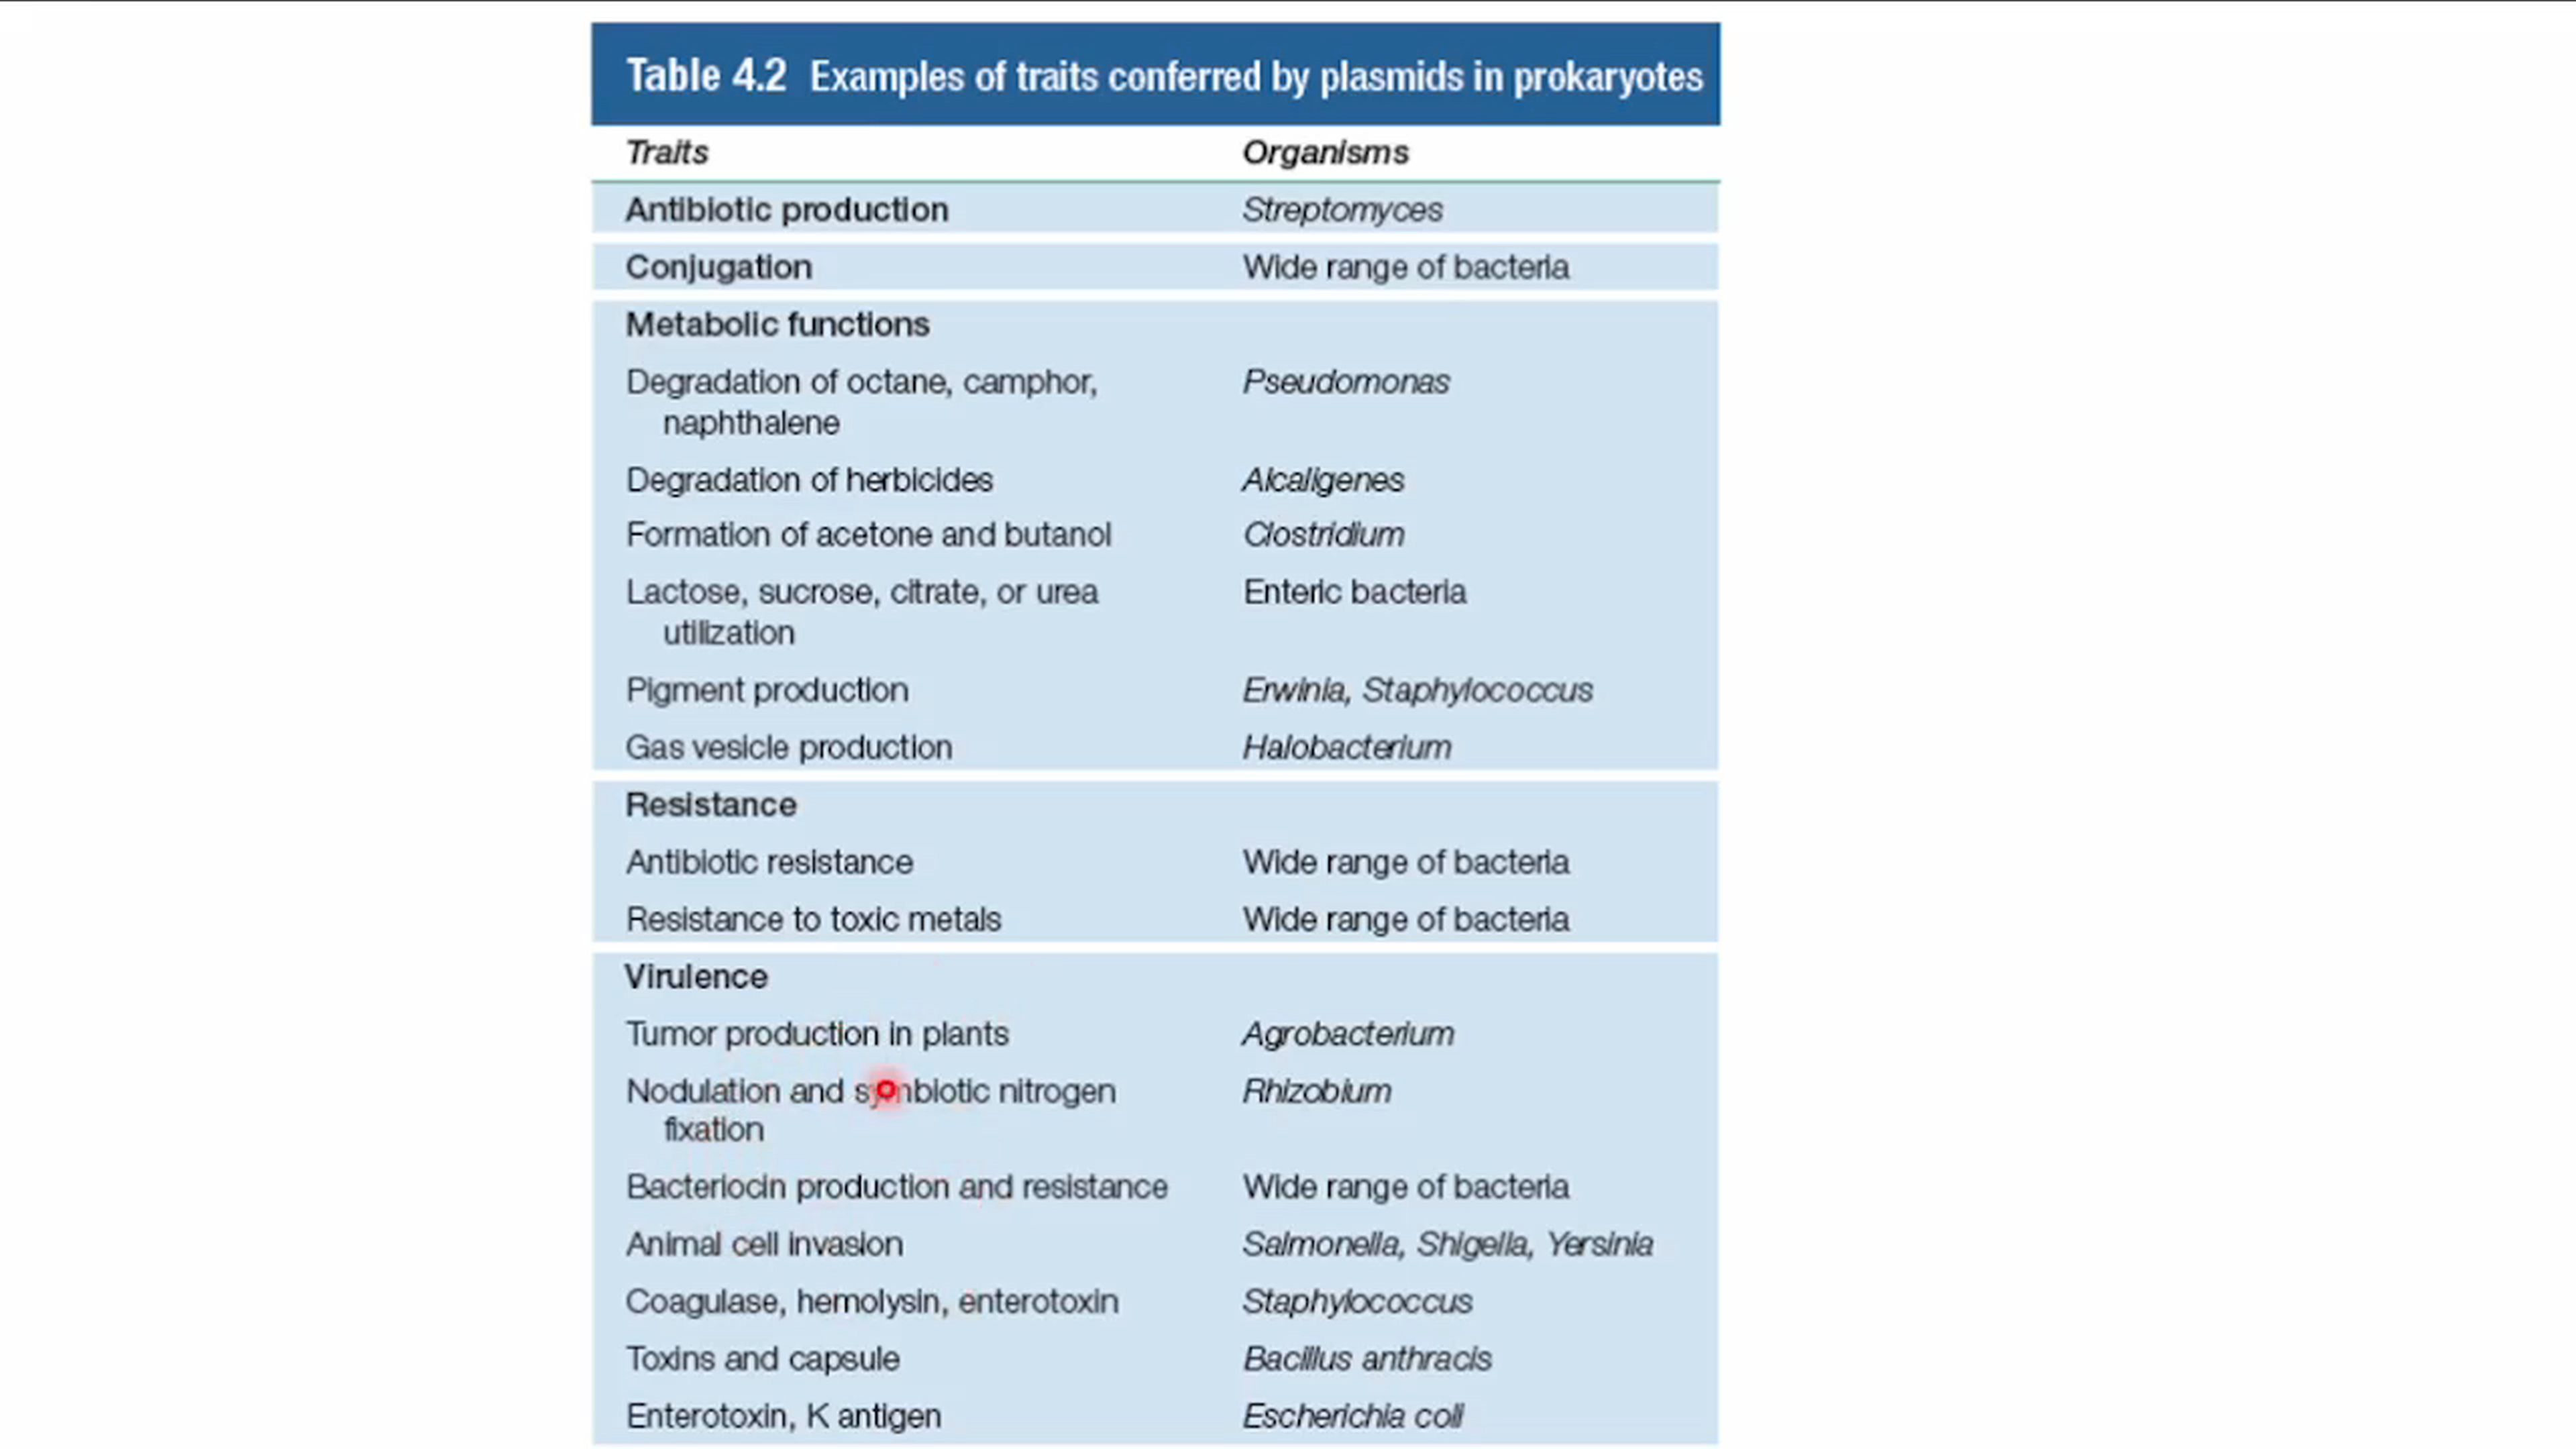 Table 4.2 Examples of traits conferred by plasmids in prokaryotes
Traits Organisms
Antibiotic production Streptomyces
Conjugation Wide range of bacteria
Metabolic functions
Degradation of octane, camphor, Pseudomonas
naphthalene
Degradation of herbicides Alcaligenes
Formation of acetone and butanol Clostridium
Lactose, sucrose, citrate, or urea Enteric bacteria
utilization
Pigment production Erwinia, Staphylococcus
Gas vesicle production Halobacterium
Resistance
Antibiotic resistance Wide range of bacteria
Resistance to toxic metals Wide range of bacteria
Virulence
Tumor production in plants Agrobacterium
Nodulation and symbiotic nitrogen Rhizobium
fixation
Bacteriocin production and resistance Wide range of bacteria
Animal cell invasion Salmonella, Shigella, Yersinia
Coagulase, hemolysin, enterotoxin Staphylococcus
Toxins and capsule Bacillus anthracis
Enterotoxin, K antigen Escherichia coli